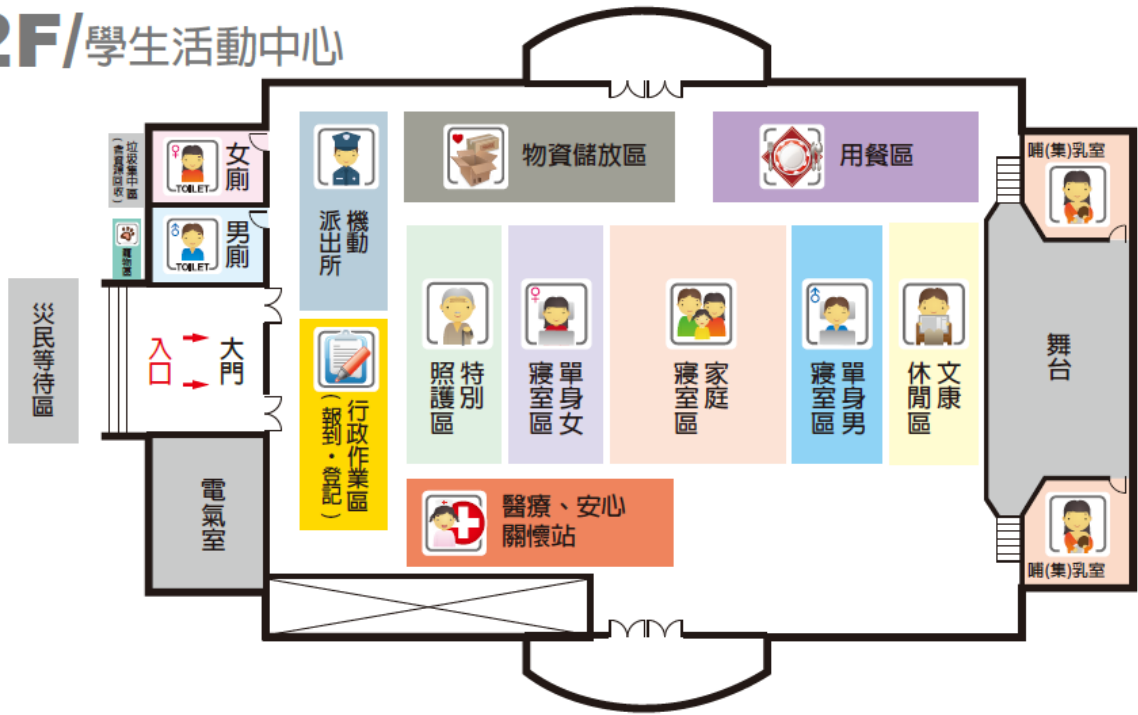 2F/學生活動中心
垃圾集中區
(含資源回收)
女廁
TOILET
男廁
TOILET
寵物區
災民等待區
入口
大門
電氣室
機動
派出所
行政作業區
(報到・登記)
物資儲放區
用餐區
特別
照護區
單身女
寢室區
家庭
寢室區
單身男
寢室區
文康
休閒區
醫療、安心
關懷站
哺(集)乳室
舞台
哺(集)乳室